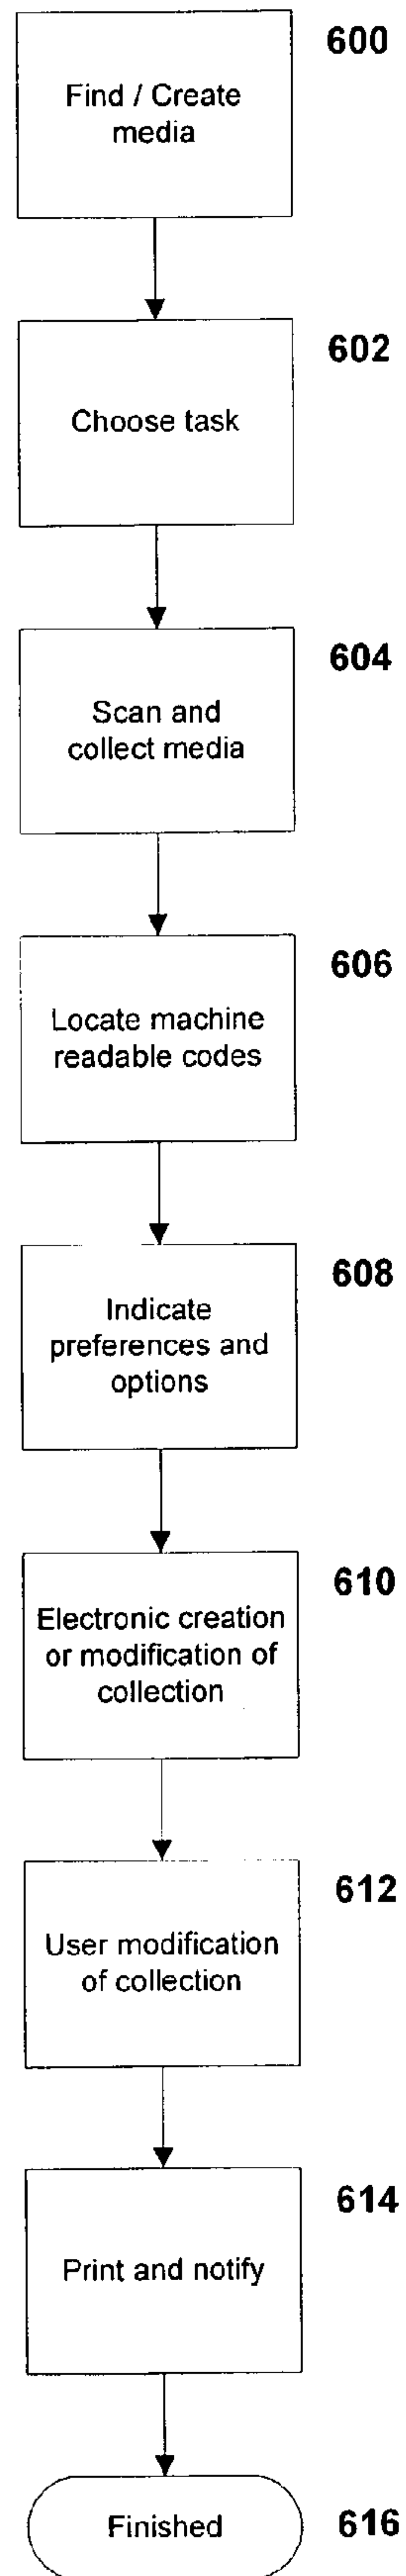 600
Find / Create
media
602
Choose task
604
Scan and
collect media
606
Locate machine
readable codes
608
Indicate
preferences and
options
610
Electronic creation
or modification of
collection
612
User modification
of collection
614
Print and notify
Finished
616